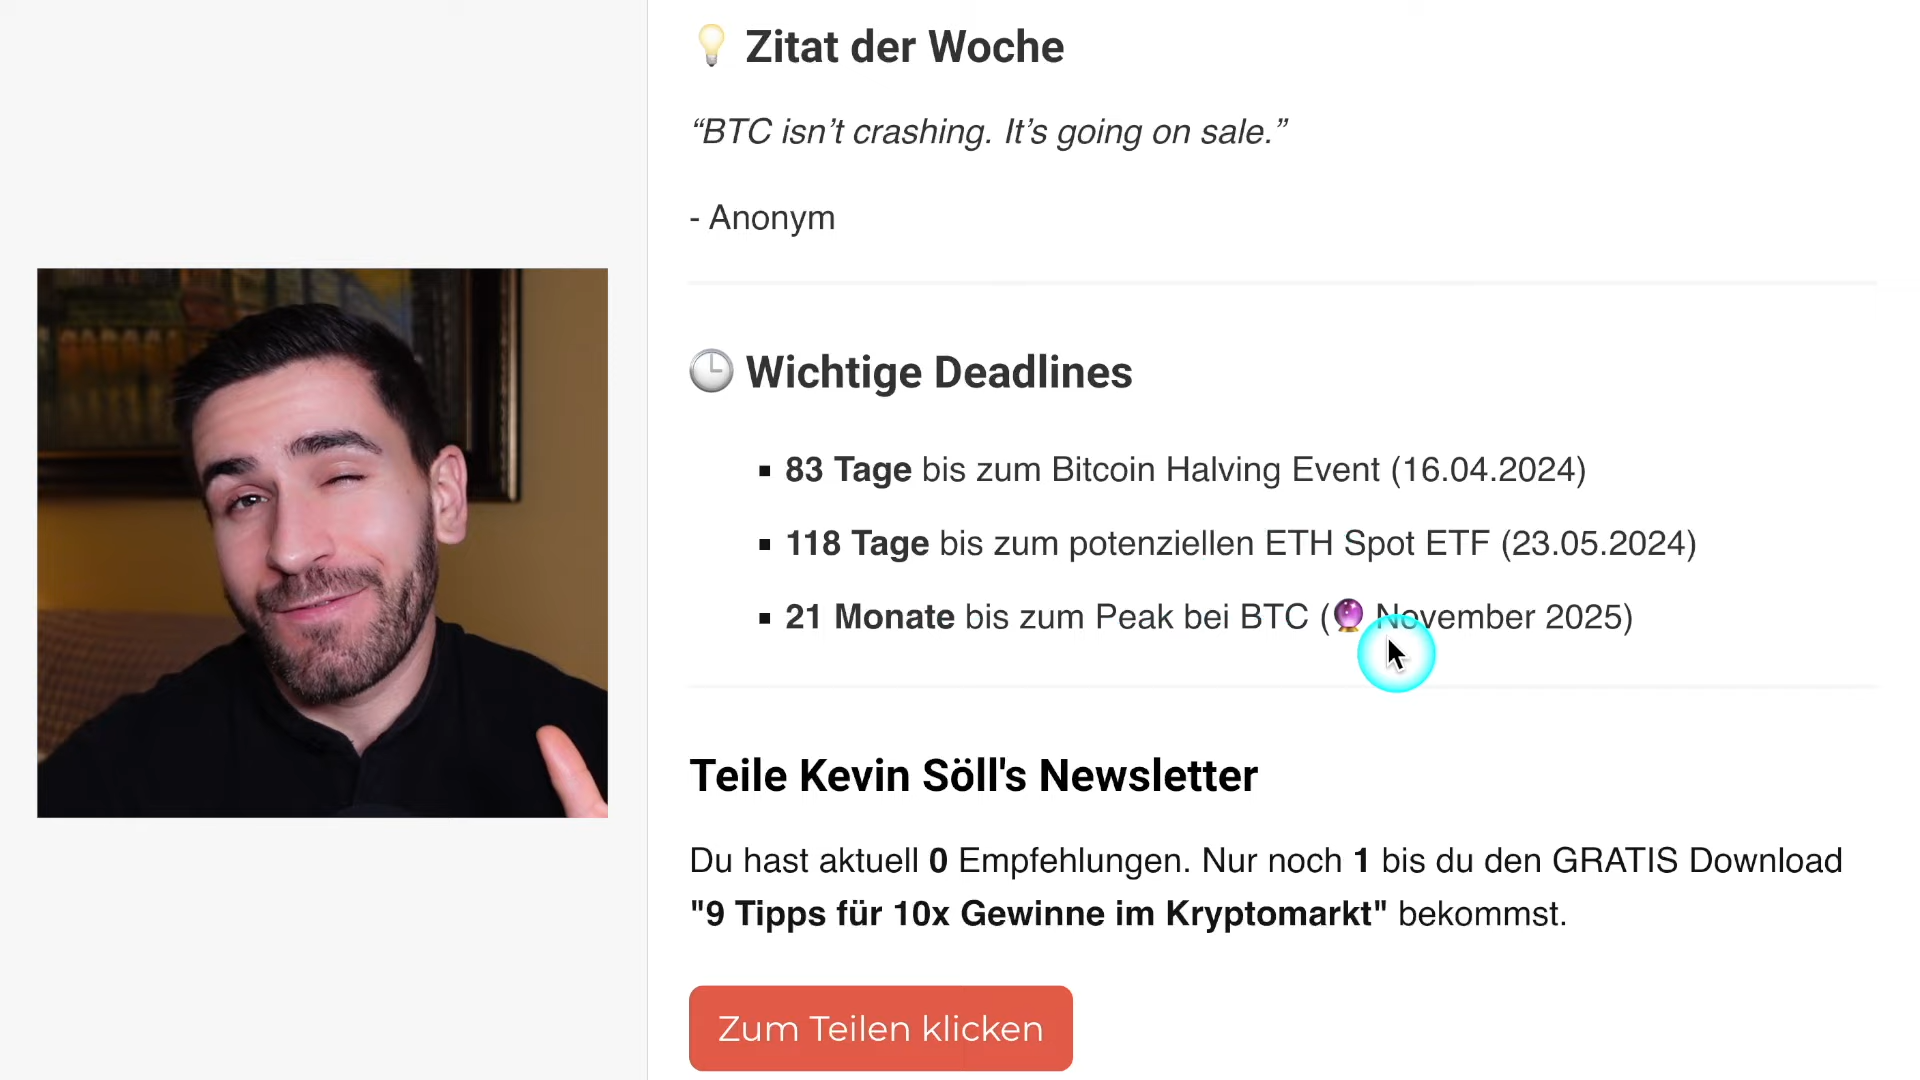 Zitat der Woche
“BTC isn’t crashing. It’s going on sale.”
- Anonym
Wichtige Deadlines
▪ 83 Tage bis zum Bitcoin Halving Event (16.04.2024)
▪ 118 Tage bis zum potenziellen ETH Spot ETF (23.05.2024)
▪ 21 Monate bis zum Peak bei BTC (🔮 November 2025)
Teile Kevin Söll's Newsletter
Du hast aktuell 0 Empfehlungen. Nur noch 1 bis du den GRATIS Download
"9 Tipps für 10x Gewinne im Kryptomarkt" bekommst.
Zum Teilen klicken